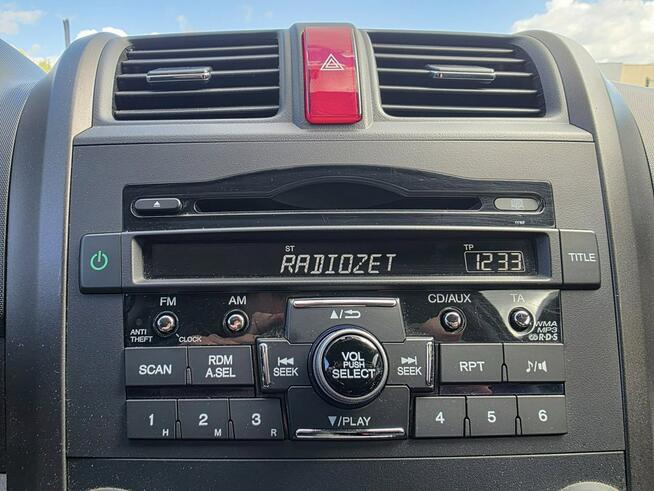 ST TP
RADIOZET 12 33
TITLE
FM AM CD/AUX TA
ANTI THEFT CLOCK
WMA
MP3
R·D·S
SCAN RDM A.SEL SEEK VOL PUSH SELECT SEEK RPT
1 H 2 M 3 R PLAY 4 5 6